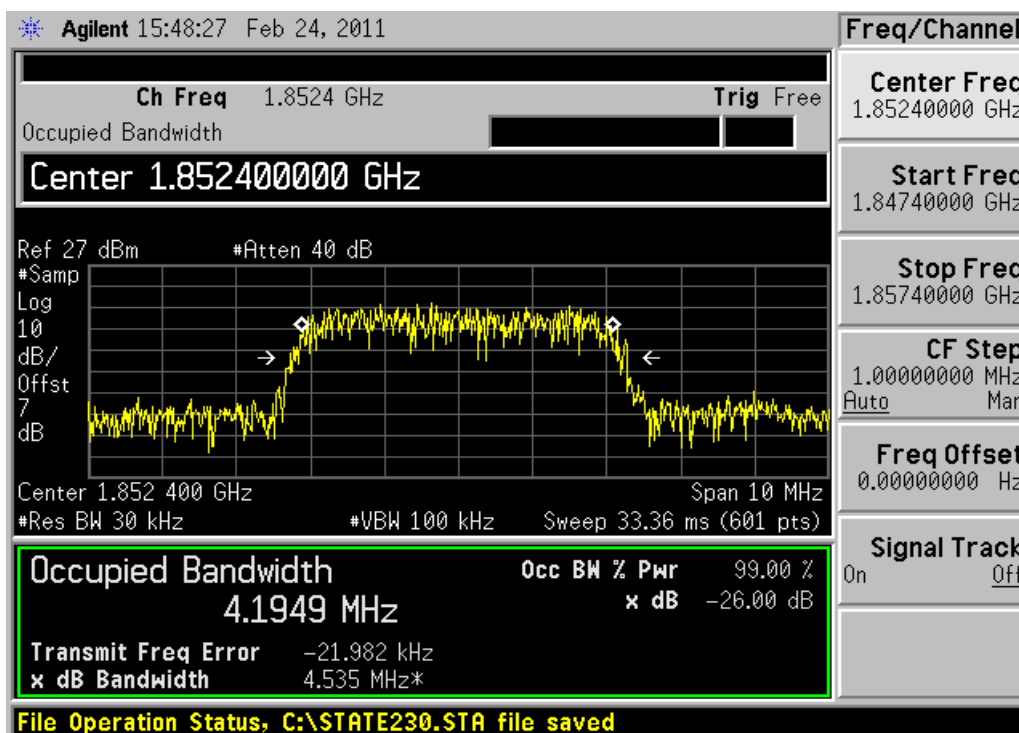 Agilent 15:48:27 Feb 24, 2011
Ch Freq 1.8524 GHz Trig Free
Occupied Bandwidth
Center 1.852400000 GHz
Ref 27 dBm #Atten 40 dB
#Samp
Log
10
dB/
Offst
7
dB
Center 1.852 400 GHz Span 10 MHz
#Res BW 30 kHz #VBW 100 kHz Sweep 33.36 ms (601 pts)
Occupied Bandwidth Occ BW % Pwr 99.00 %
4.1949 MHz x dB -26.00 dB
Transmit Freq Error -21.982 kHz
x dB Bandwidth 4.535 MHz*
File Operation Status, C:\STATE230.STA file saved
Freq/Channel
Center Freq
1.85240000 GHz
Start Freq
1.84740000 GHz
Stop Freq
1.85740000 GHz
CF Step
1.00000000 MHz
Auto Man
Freq Offset
0.00000000 Hz
Signal Track
On Off